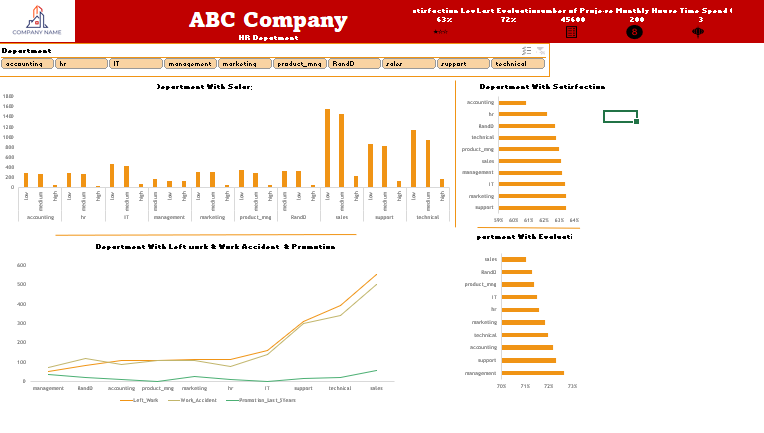 COMPANY NAME
ABC Company
HR Depatment
tisfaction Level
Last Evaluation
mber of Projects
Monthly Hours
Time Spend
63%
72%
45600
200
3
Department
accounting
hr
IT
management
marketing
product_mng
RandD
sales
support
technical
Department With Salary
1800
1600
1400
1200
1000
800
600
400
200
0
low medium high low medium high low medium high low medium high low medium high low medium high low medium high low medium high low medium high low medium high
accounting hr IT management marketing product_mng RandD sales support technical
Department With Satisfaction
accounting
hr
RandD
technical
product_mng
sales
management
IT
marketing
support
59% 60% 61% 62% 63% 64%
Department With Left work & Work Accident & Promotion
600
500
400
300
200
100
0
management RandD accounting product_mng marketing hr IT support technical sales
Left_Work Work_Accident Promotion_Last_5Years
partment With Evaluati
sales
RandD
product_mng
IT
hr
marketing
technical
accounting
support
management
70% 71% 72% 73%